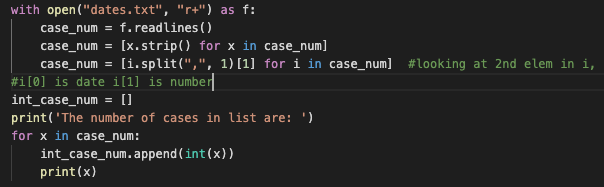 with open("dates.txt", "r+") as f:
    case_num = f.readlines()
    case_num = [x.strip() for x in case_num]
    case_num = [i.split(",", 1)[1] for i in case_num]  #looking at 2nd elem in i,
#i[0] is date i[1] is number
int_case_num = []
print('The number of cases in list are: ')
for x in case_num:
    int_case_num.append(int(x))
    print(x)